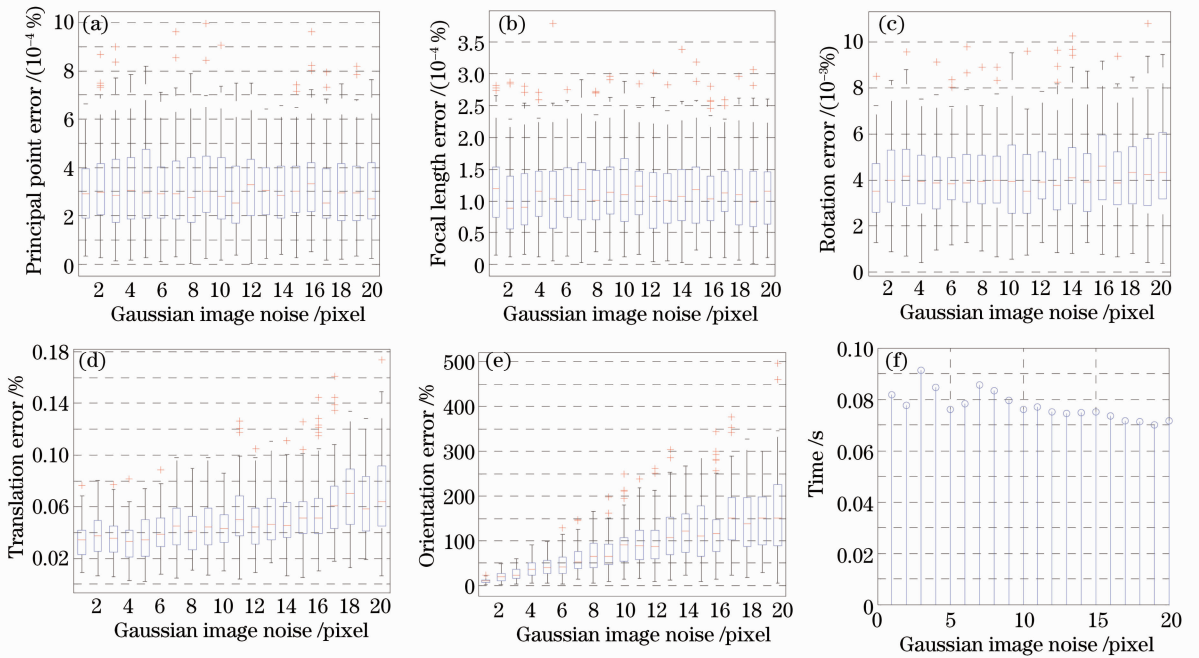 (a)
Principal point error /(10⁻⁴ %)
10
8
6
4
2
0
2 4 6 8 10 12 14 16 18 20
Gaussian image noise /pixel
(b)
Focal length error /(10⁻⁴ %)
3.5
3.0
2.5
2.0
1.5
1.0
0.5
0
2 4 6 8 10 12 14 16 18 20
Gaussian image noise /pixel
(c)
Rotation error /(10⁻³⁰%)
10
8
6
4
2
0
2 4 6 8 10 12 14 16 18 20
Gaussian image noise /pixel
(d)
Translation error /%
0.18
0.14
0.10
0.06
0.02
2 4 6 8 10 12 14 16 18 20
Gaussian image noise /pixel
(e)
Orientation error /%
500
400
300
200
100
0
2 4 6 8 10 12 14 16 18 20
Gaussian image noise /pixel
(f)
Time /s
0.10
0.08
0.06
0.04
0.02
0
0 5 10 15 20
Gaussian image noise /pixel